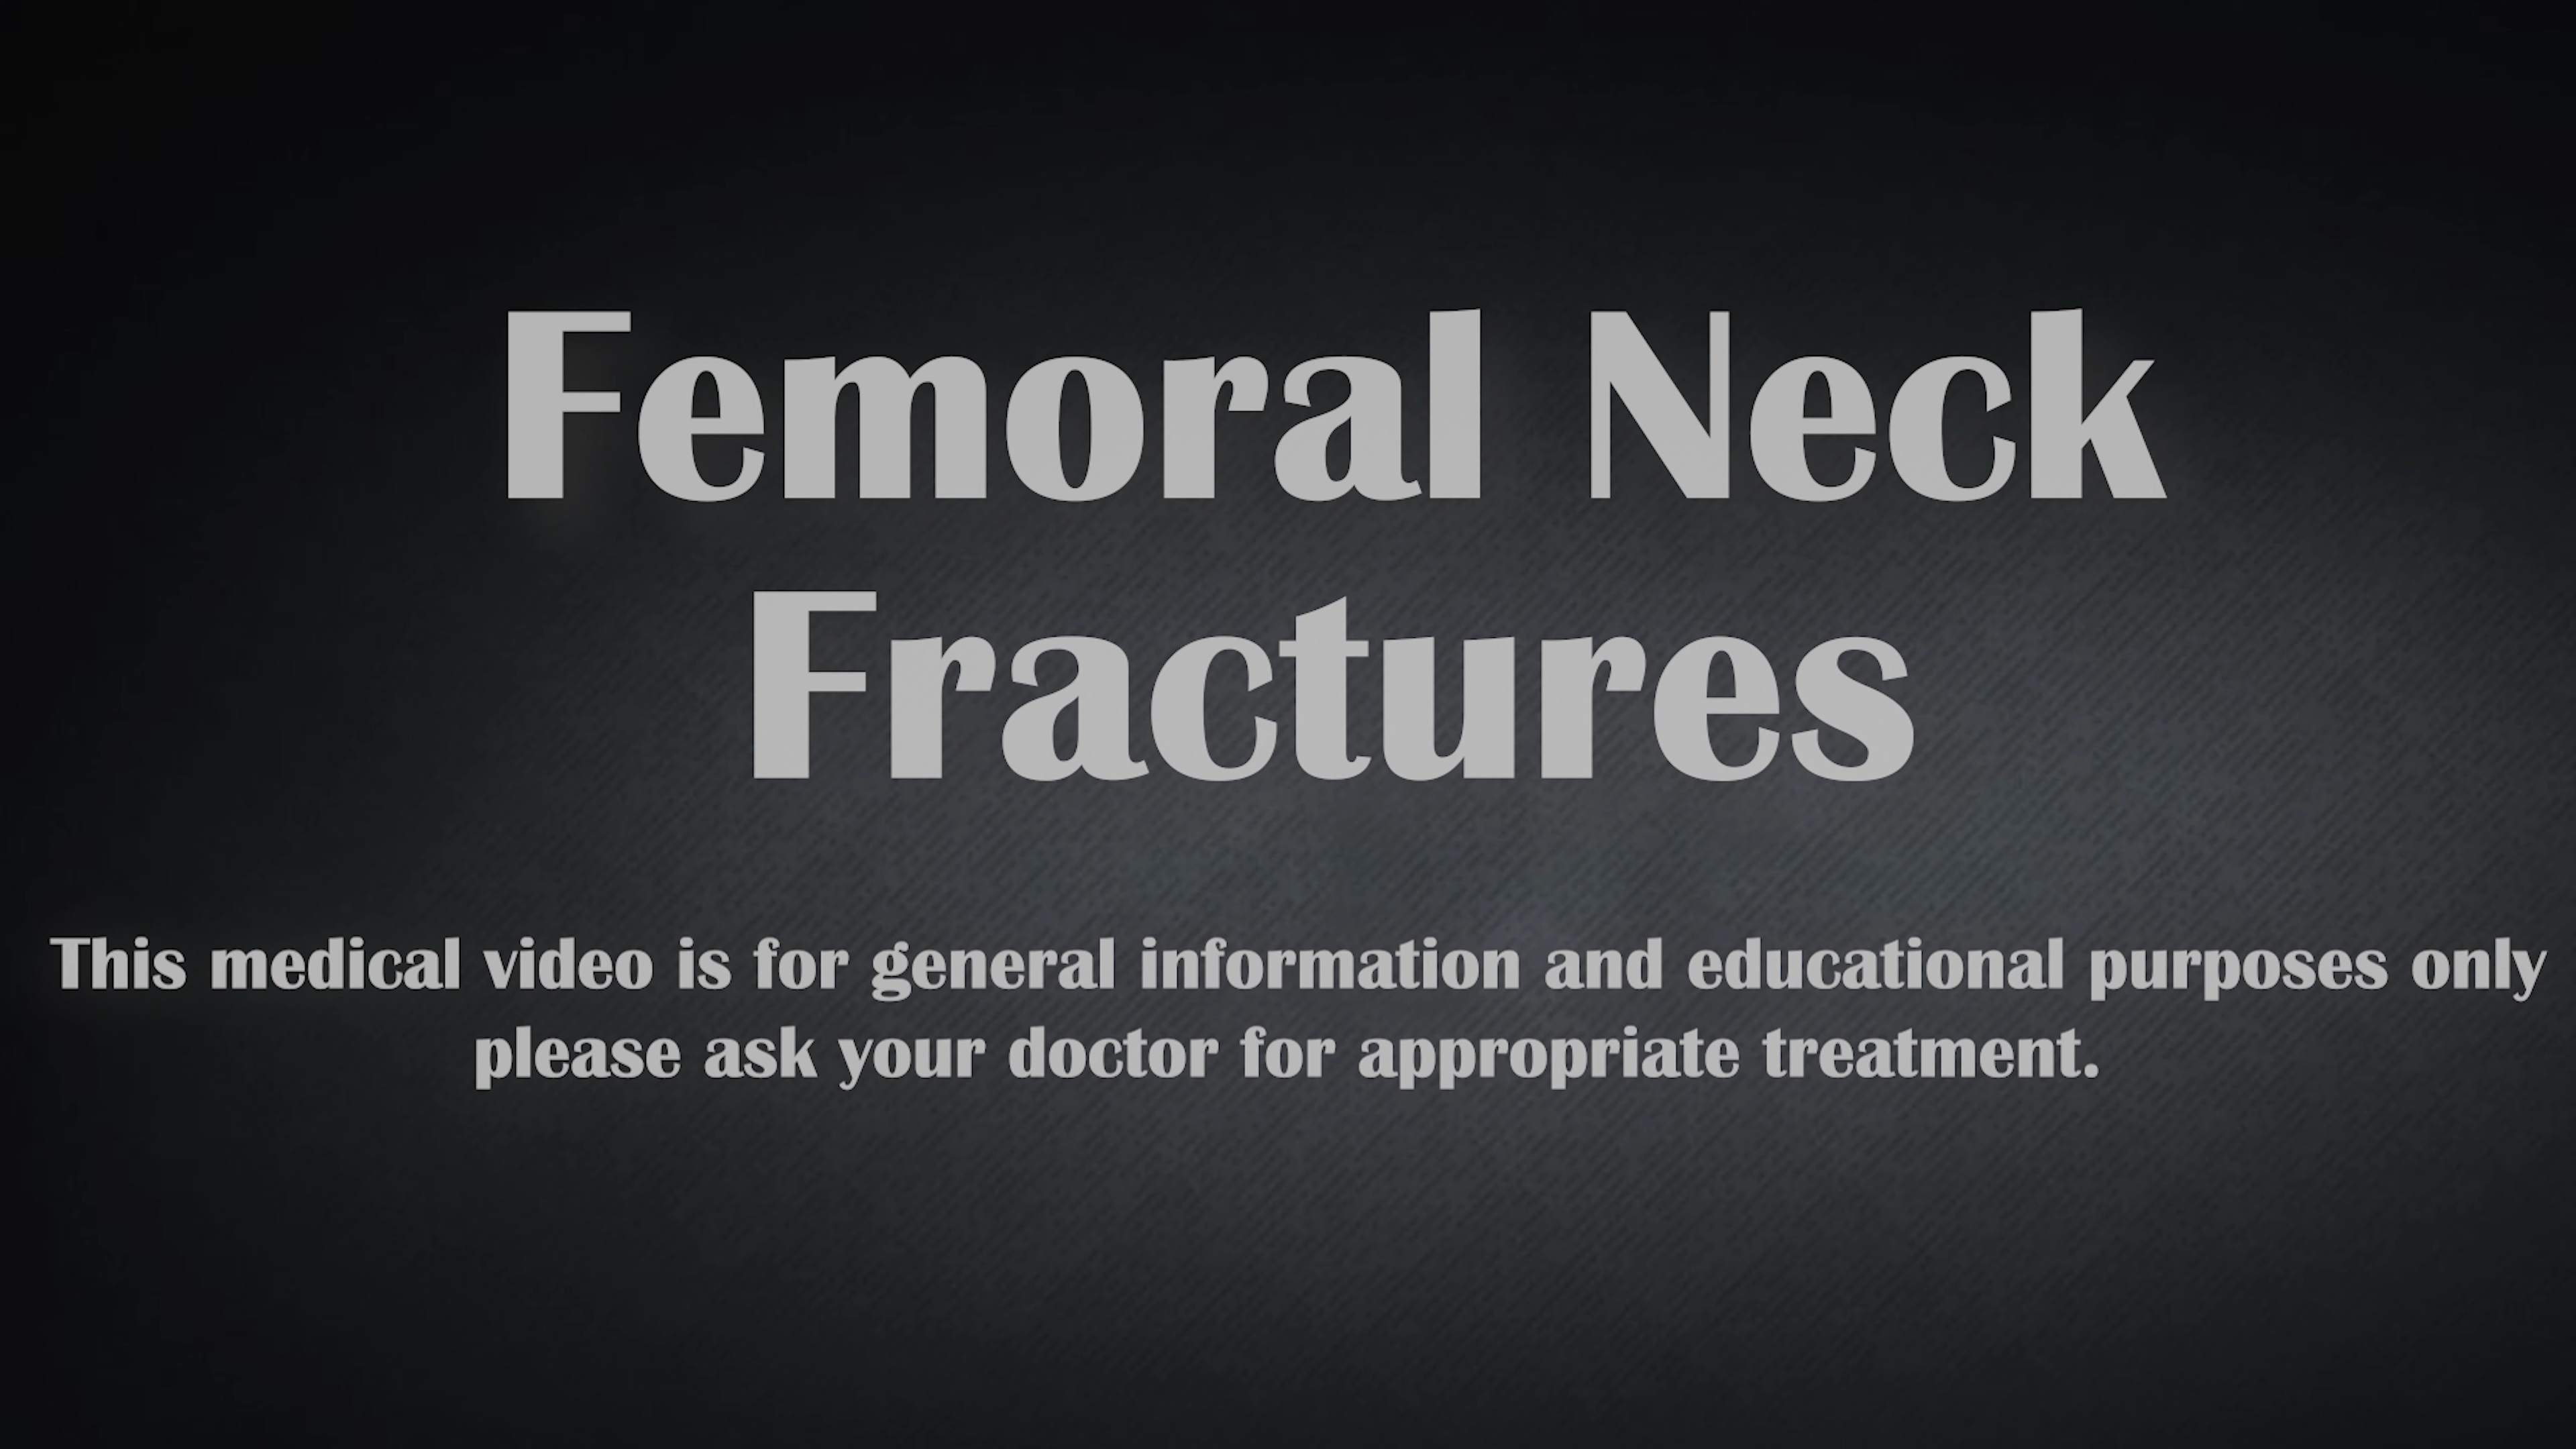 Femoral Neck
Fractures
This medical video is for general information and educational purposes only
please ask your doctor for appropriate treatment.